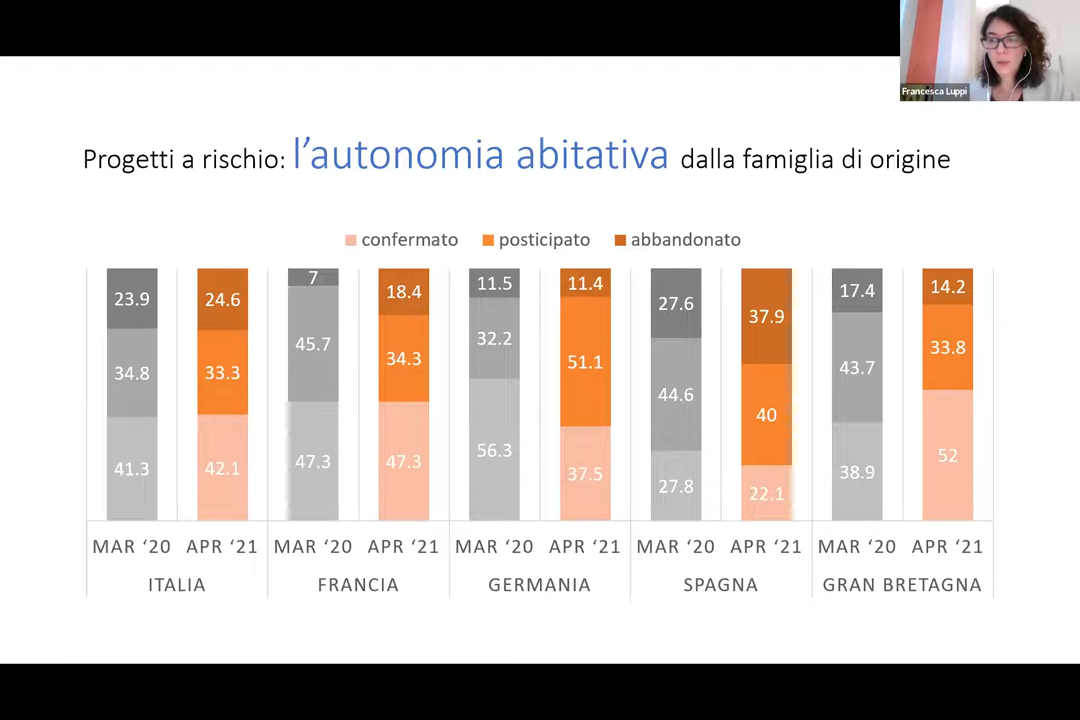 Francesca Luppi
Progetti a rischio: l’autonomia abitativa dalla famiglia di origine
confermato posticipato abbandonato
23.9 24.6 7 18.4 11.5 11.4 27.6 37.9 17.4 14.2
34.8 33.3 45.7 34.3 32.2 51.1 44.6 40 43.7 33.8
41.3 42.1 47.3 47.3 56.3 37.5 27.8 22.1 38.9 52
MAR ‘20 APR ‘21 MAR ‘20 APR ‘21 MAR ‘20 APR ‘21 MAR ‘20 APR ‘21 MAR ‘20 APR ‘21
ITALIA FRANCIA GERMANIA SPAGNA GRAN BRETAGNA